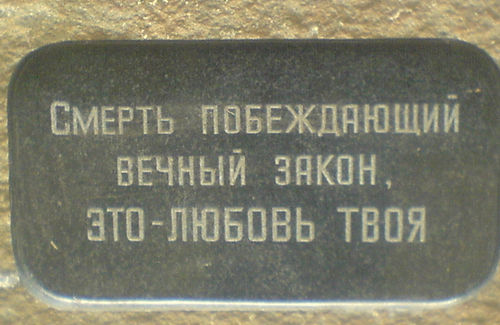 Смерть побеждающий
вечный закон,
это-любовь твоя